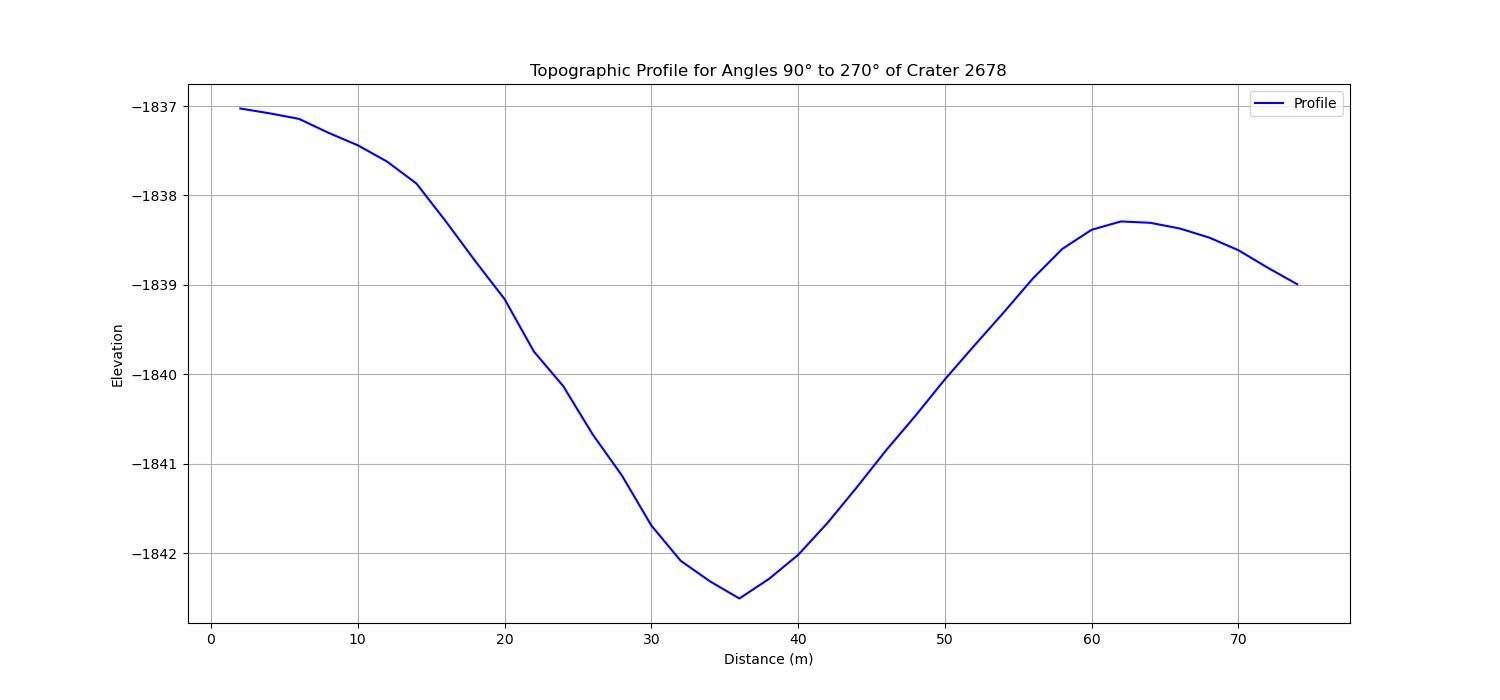 Topographic Profile for Angles 90° to 270° of Crater 2678
Profile
Elevation
−1837
−1838
−1839
−1840
−1841
−1842
0 10 20 30 40 50 60 70
Distance (m)